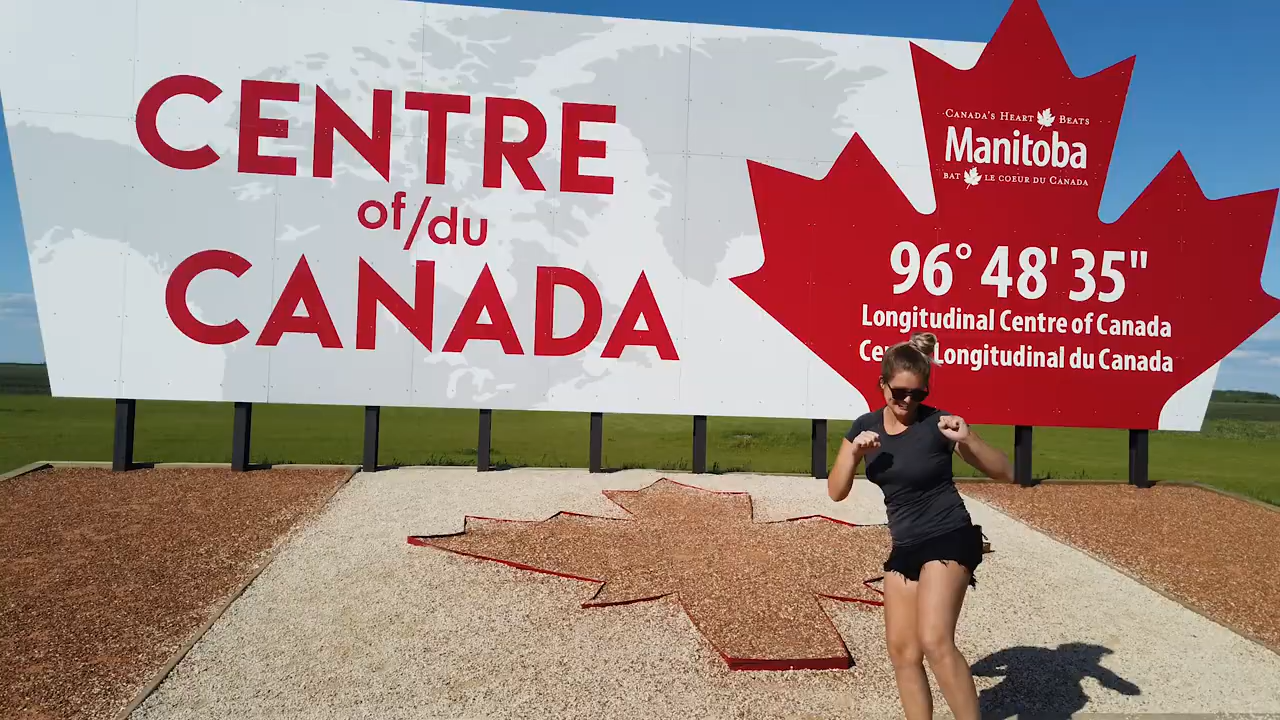 CENTRE
of/du
CANADA
CANADA'S HEART BEATS
Manitoba
BAT LE COEUR DU CANADA
96° 48' 35"
Longitudinal Centre of Canada
Longitudinal du Canada